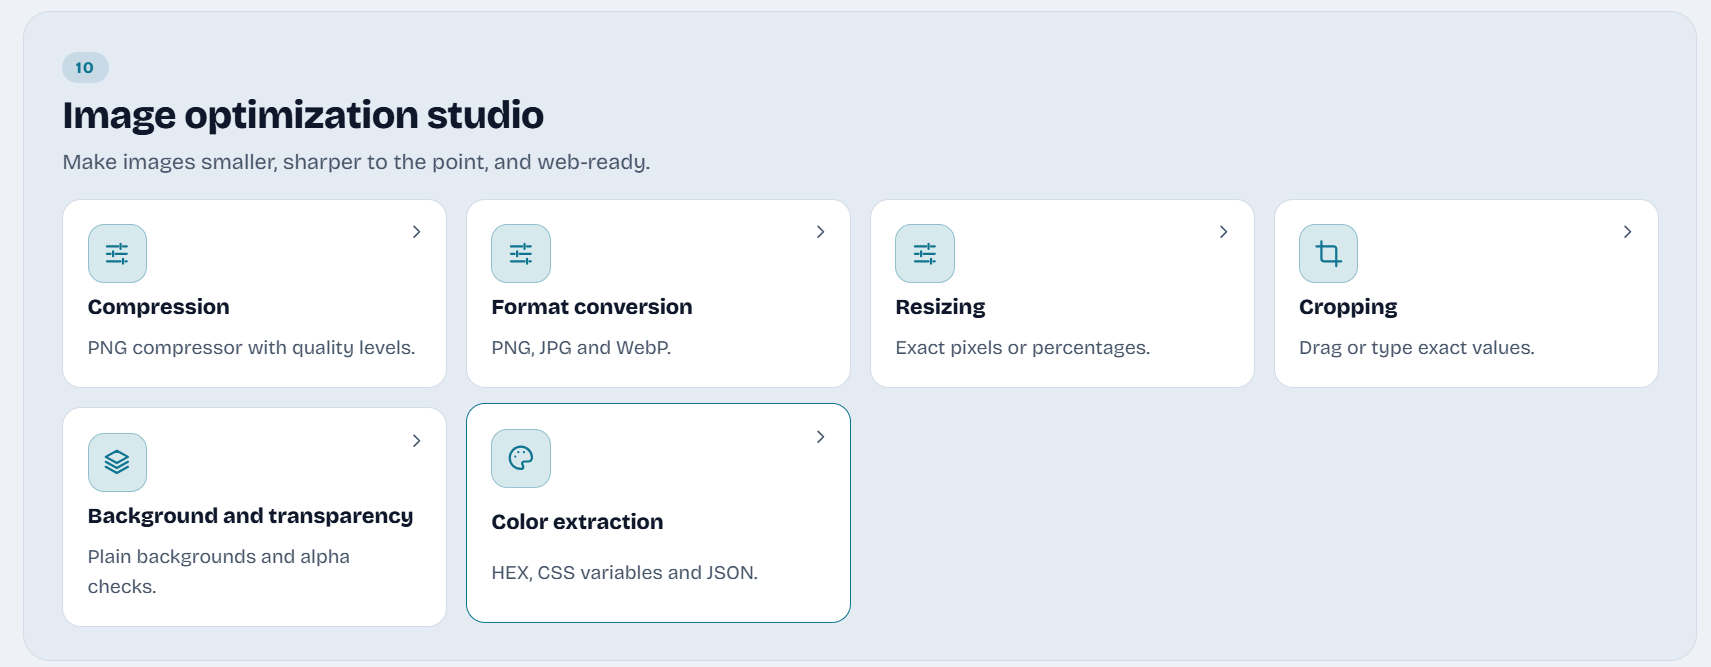 10
Image optimization studio
Make images smaller, sharper to the point, and web-ready.
Compression
PNG compressor with quality levels.
Format conversion
PNG, JPG and WebP.
Resizing
Exact pixels or percentages.
Cropping
Drag or type exact values.
Background and transparency
Plain backgrounds and alpha
checks.
Color extraction
HEX, CSS variables and JSON.